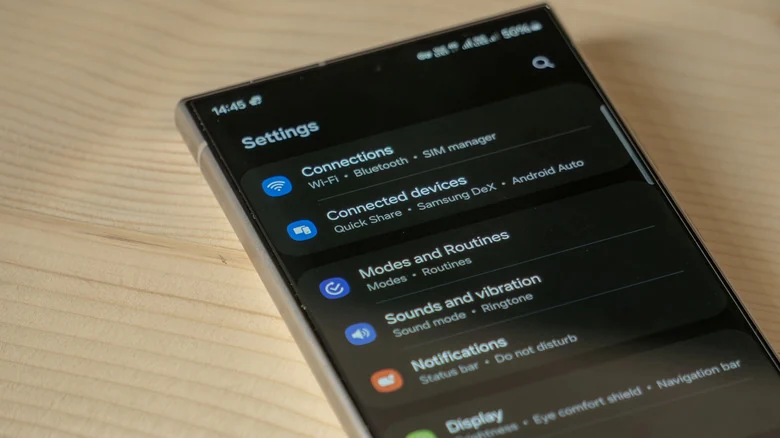 14:45
50%
Settings
Connections
Wi-Fi • Bluetooth • SIM manager
Connected devices
Quick Share • Samsung DeX • Android Auto
Modes and Routines
Modes • Routines
Sounds and vibration
Sound mode • Ringtone
Notifications
Status bar • Do not disturb
Display
• Eye comfort shield • Navigation bar